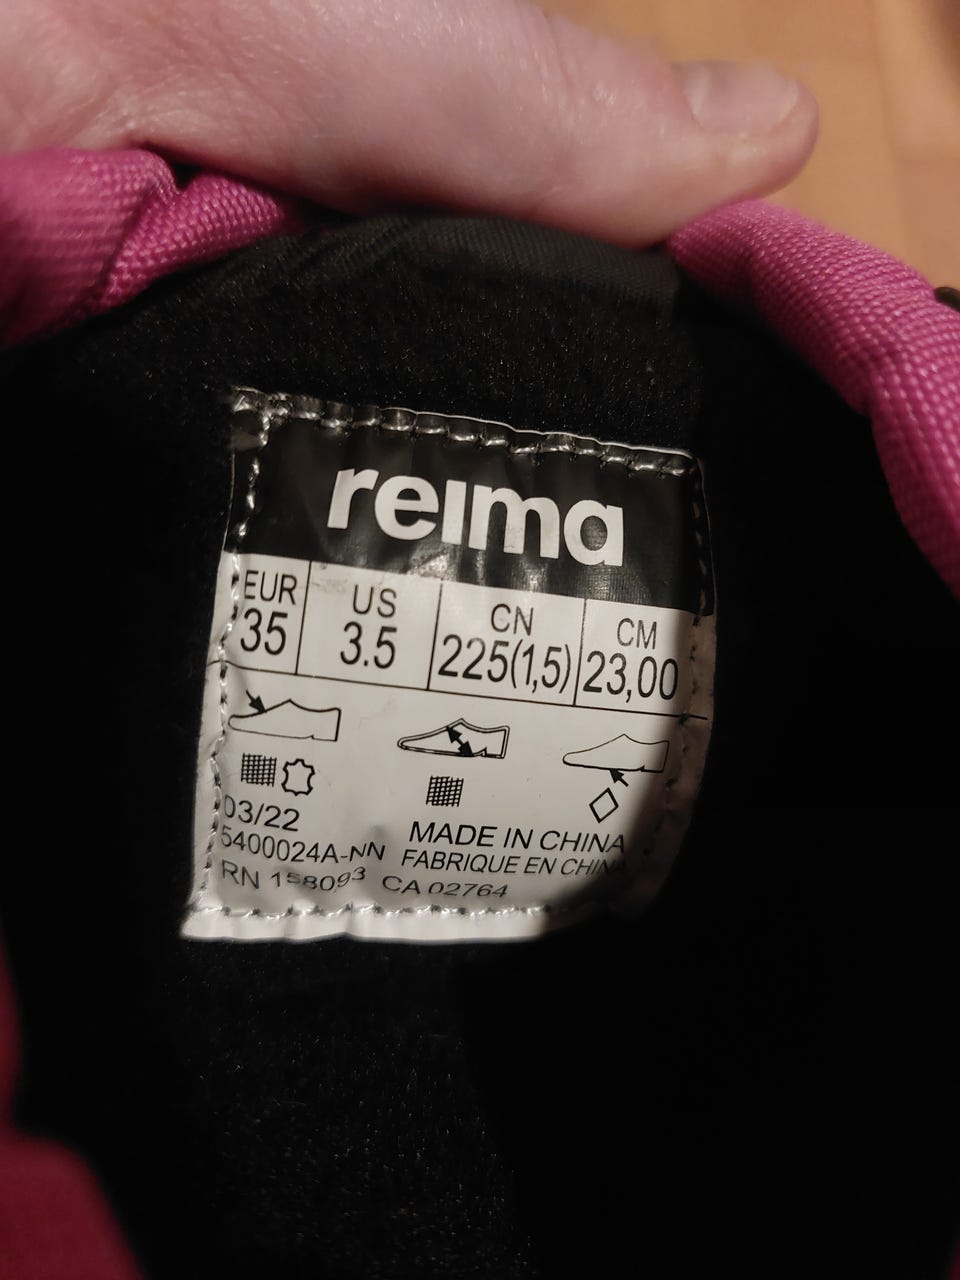 reima
EUR US CN CM
35 3.5 225(1,5) 23,00
03/22
5400024A-NN
MADE IN CHINA
FABRIQUE EN CHINA
RN 158093 CA 02764